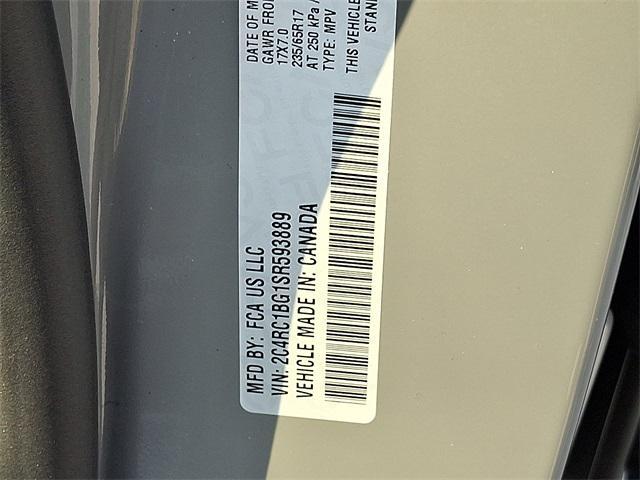 MFD BY: FCA US LLC
DATE OF M
VIN: 2C4RC1BG1SR593889
GAWR FRO
VEHICLE MADE IN: CANADA
17X7.0
235/65R17
AT 250 kPa /
TYPE: MPV
THIS VEHICLE
STAN